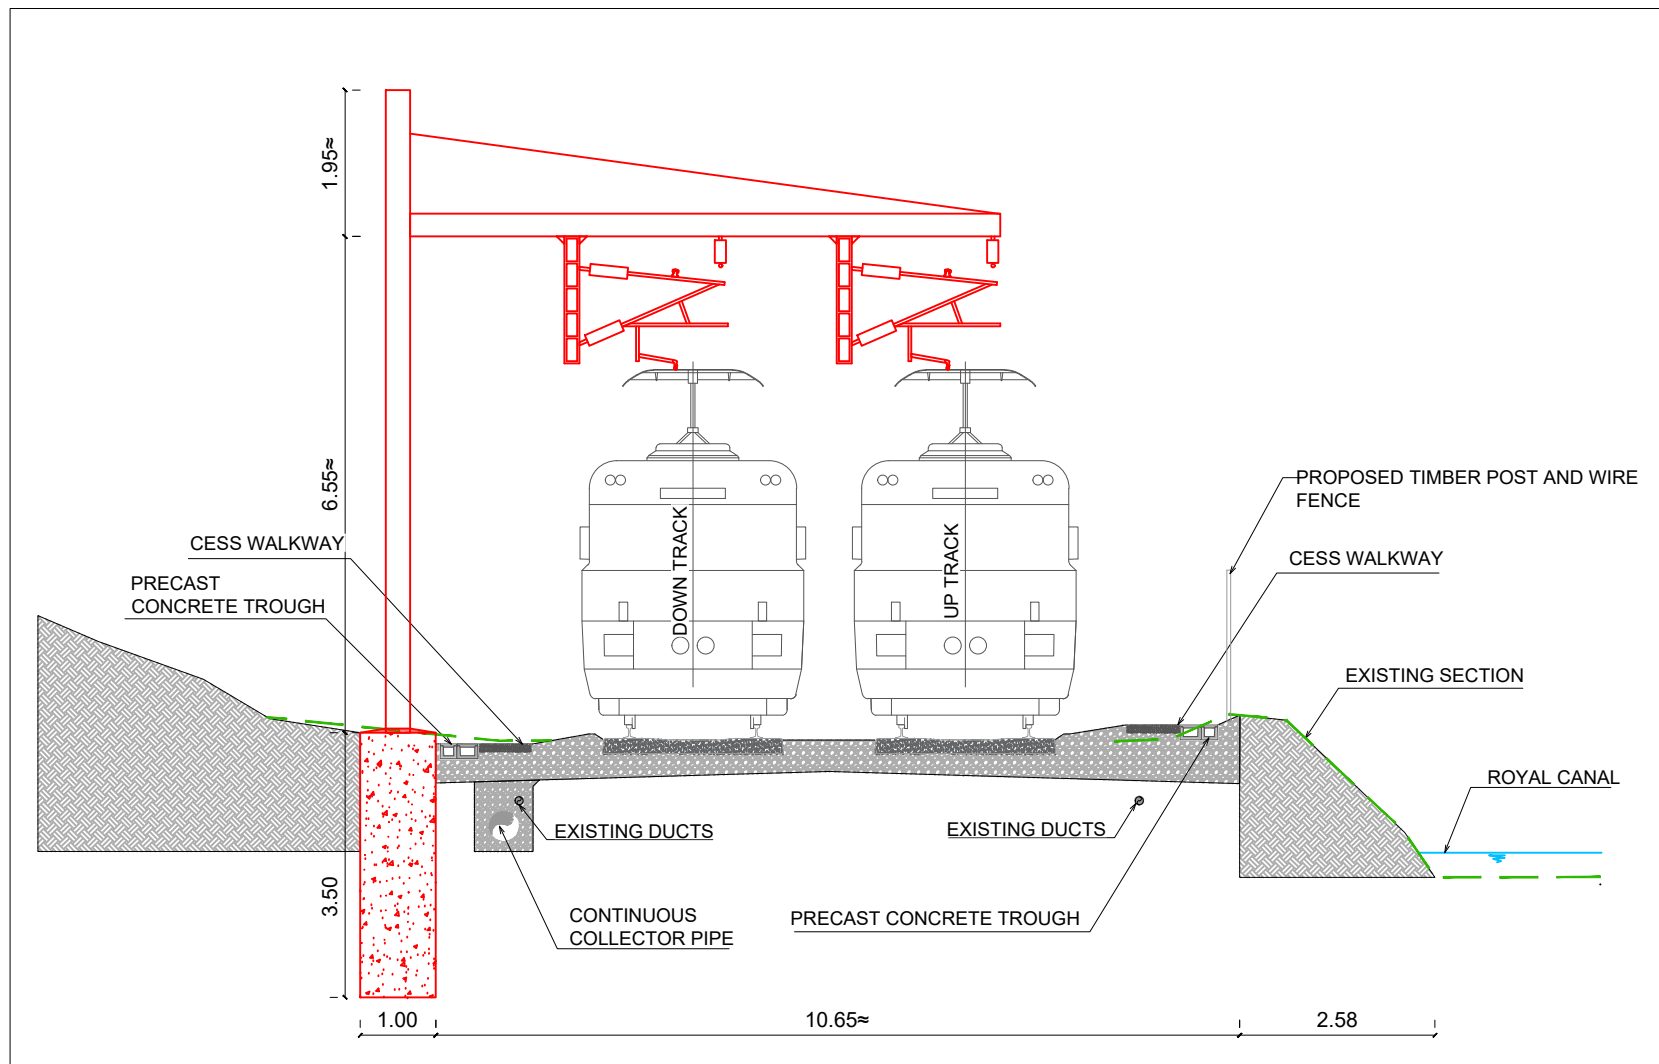 1.95≈
6.55≈
3.50
CESS WALKWAY
PRECAST
CONCRETE TROUGH
DOWN TRACK
UP TRACK
PROPOSED TIMBER POST AND WIRE
FENCE
CESS WALKWAY
EXISTING SECTION
ROYAL CANAL
EXISTING DUCTS
EXISTING DUCTS
CONTINUOUS
COLLECTOR PIPE
PRECAST CONCRETE TROUGH
1.00
10.65≈
2.58